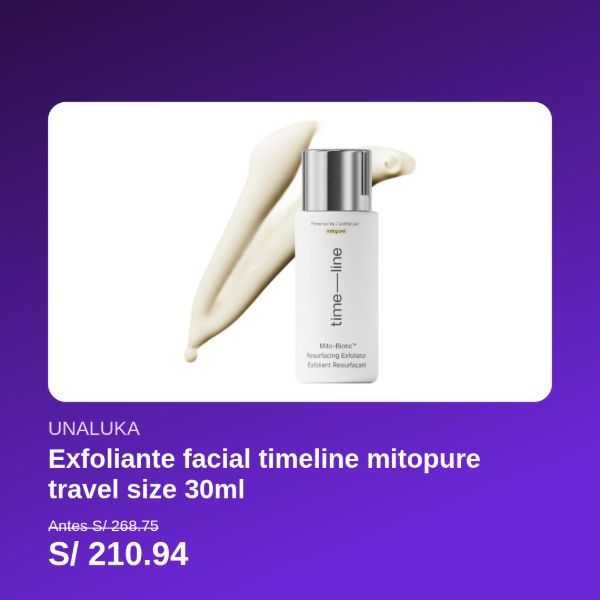 Powered by / activé par
mitopure
time—line
Mito-Biotic™
Resurfacing Exfoliator
Exfoliant Resurfaçant
UNALUKA
Exfoliante facial timeline mitopure
travel size 30ml
Antes S/ 268.75
S/ 210.94